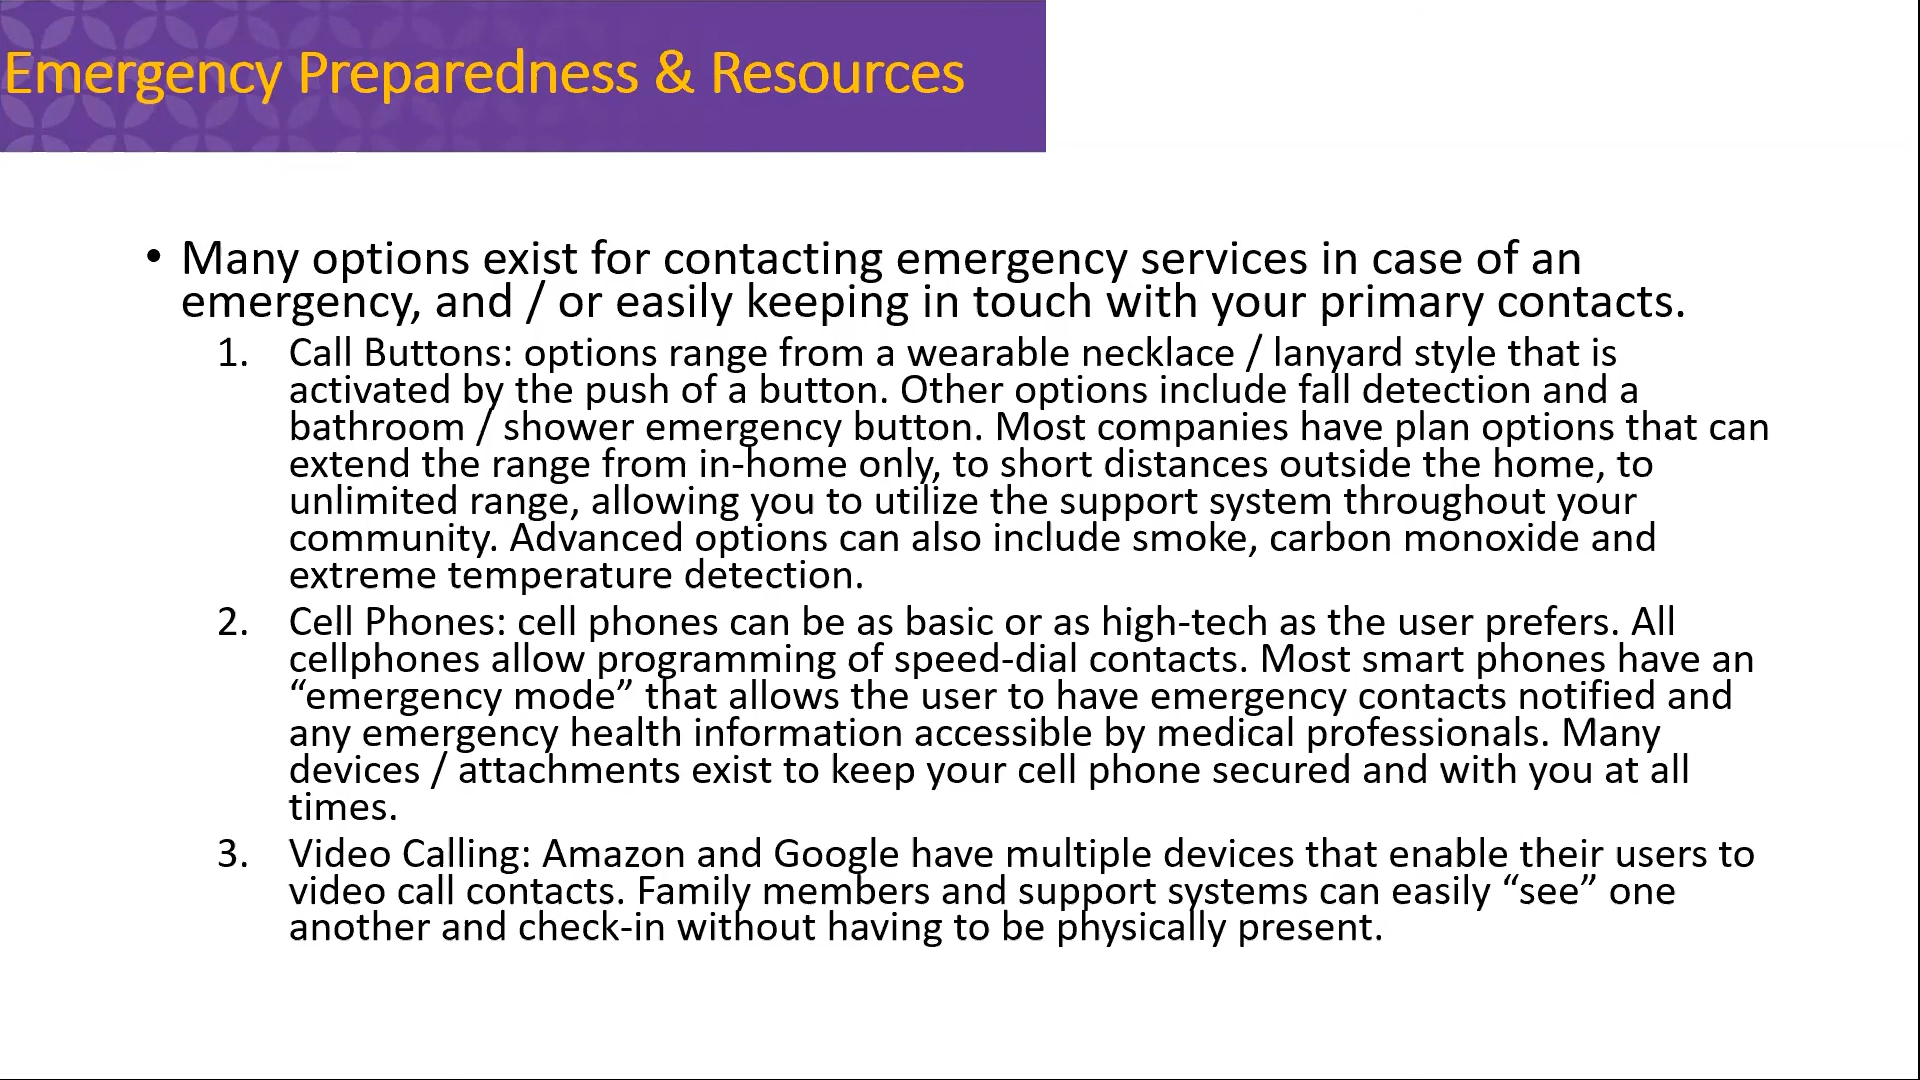 Emergency Preparedness & Resources
• Many options exist for contacting emergency services in case of an
emergency, and / or easily keeping in touch with your primary contacts.
1. Call Buttons: options range from a wearable necklace / lanyard style that is
activated by the push of a button. Other options include fall detection and a
bathroom / shower emergency button. Most companies have plan options that can
extend the range from in-home only, to short distances outside the home, to
unlimited range, allowing you to utilize the support system throughout your
community. Advanced options can also include smoke, carbon monoxide and
extreme temperature detection.
2. Cell Phones: cell phones can be as basic or as high-tech as the user prefers. All
cellphones allow programming of speed-dial contacts. Most smart phones have an
“emergency mode” that allows the user to have emergency contacts notified and
any emergency health information accessible by medical professionals. Many
devices / attachments exist to keep your cell phone secured and with you at all
times.
3. Video Calling: Amazon and Google have multiple devices that enable their users to
video call contacts. Family members and support systems can easily “see” one
another and check-in without having to be physically present.